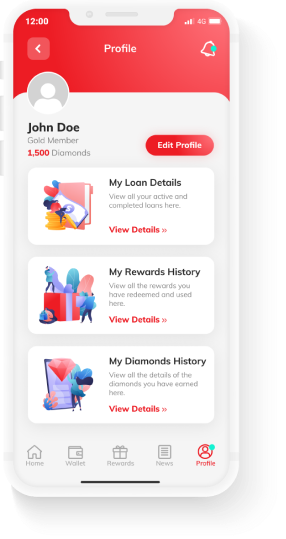 12:00
4G
Profile
John Doe
Gold Member
1,500 Diamonds
Edit Profile
My Loan Details
View all your active and
completed loans here.
View Details »
My Rewards History
View all the rewards you
have redeemed and used
here.
View Details »
My Diamonds History
View all the details of the
diamonds you have earned
here.
View Details »
Home Wallet Rewards News Profile